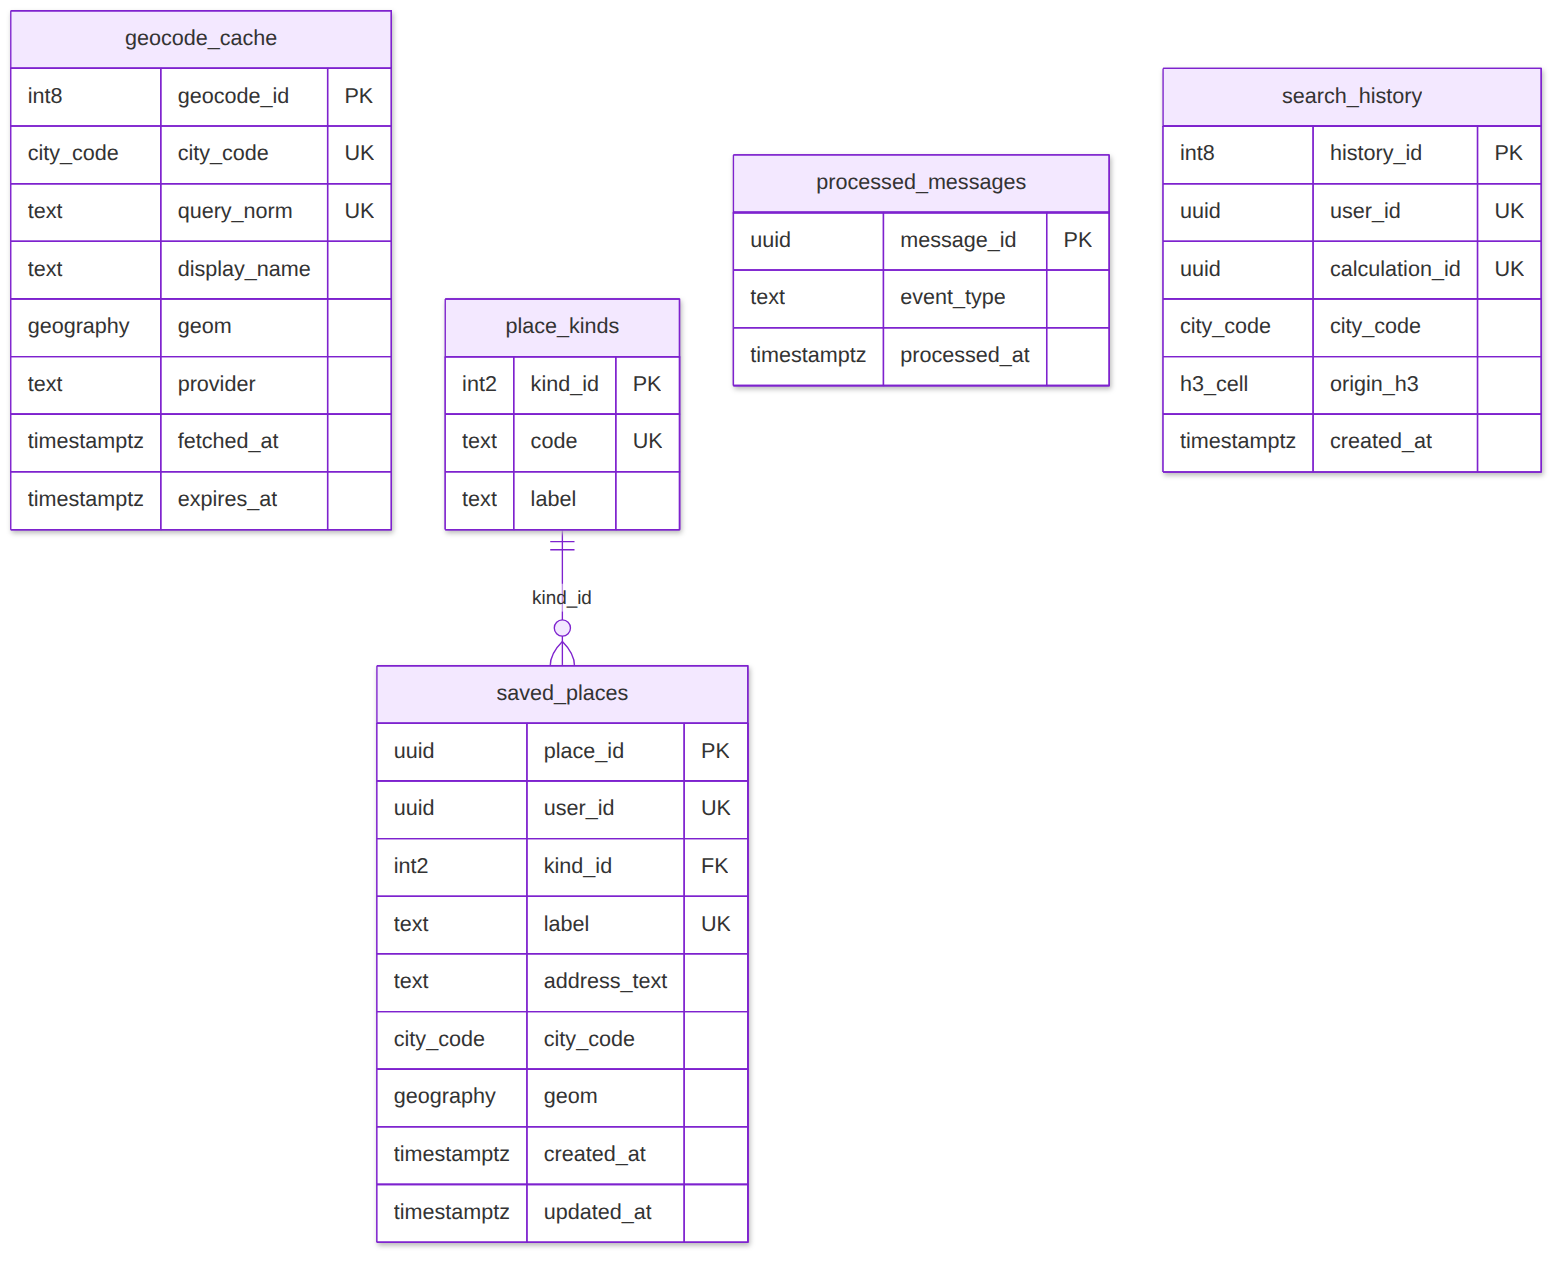 geocode_cache
int8 geocode_id PK
city_code city_code UK
text query_norm UK
text display_name
geography geom
text provider
timestamptz fetched_at
timestamptz expires_at
place_kinds
int2 kind_id PK
text code UK
text label
processed_messages
uuid message_id PK
text event_type
timestamptz processed_at
search_history
int8 history_id PK
uuid user_id UK
uuid calculation_id UK
city_code city_code
h3_cell origin_h3
timestamptz created_at
kind_id
saved_places
uuid place_id PK
uuid user_id UK
int2 kind_id FK
text label UK
text address_text
city_code city_code
geography geom
timestamptz created_at
timestamptz updated_at